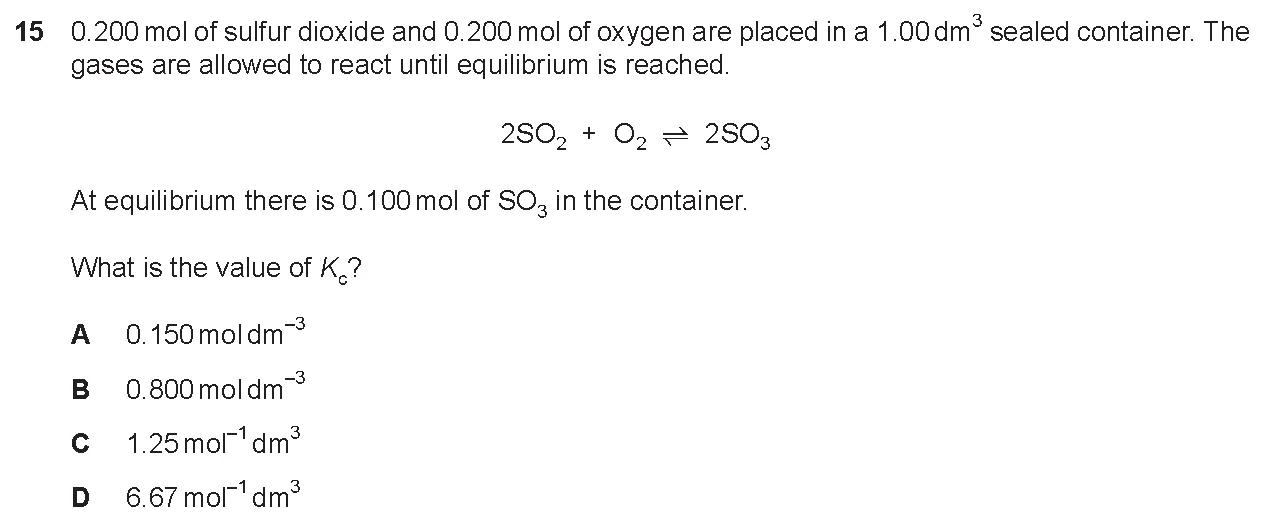 15 0.200 mol of sulfur dioxide and 0.200 mol of oxygen are placed in a 1.00 dm³ sealed container. The
gases are allowed to react until equilibrium is reached.
2SO₂ + O₂ ⇌ 2SO₃
At equilibrium there is 0.100 mol of SO₃ in the container.
What is the value of K꜀?
A 0.150 mol dm⁻³
B 0.800 mol dm⁻³
C 1.25 mol⁻¹ dm³
D 6.67 mol⁻¹ dm³